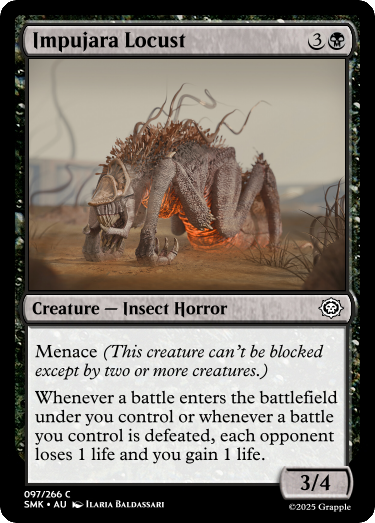 Impujara Locust 3
Creature — Insect Horror
Menace (This creature can't be blocked
except by two or more creatures.)
Whenever a battle enters the battlefield
under you control or whenever a battle
you control is defeated, each opponent
loses 1 life and you gain 1 life.
3/4
097/266 C
SMK • AU Ilaria Baldassari
©2025 Grapple